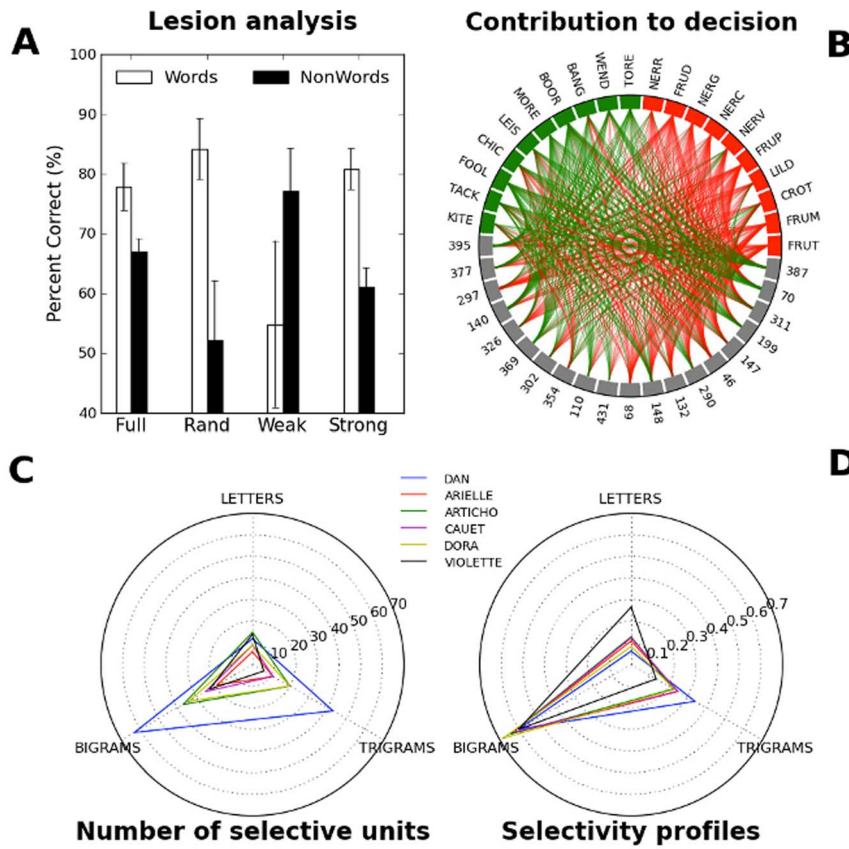 Lesion analysis
A
100
90
80
70
60
50
40
Percent Correct (%)
Words
NonWords
Full
Rand
Weak
Strong
Contribution to decision
B
KITE
TACK
FOOL
CHIC
LEIS
MORE
BOOR
BANG
WEND
TORE
NERR
FRUD
NERG
NERC
NERV
FRUP
LILD
CROT
FRUM
FRUT
387
70
311
199
147
46
290
132
148
68
431
110
354
302
369
326
140
297
377
395
C
LETTERS
10
20
30
40
50
60
70
BIGRAMS
TRIGRAMS
Number of selective units
DAN
ARIELLE
ARTICHO
CAUET
DORA
VIOLETTE
D
LETTERS
0.1
0.2
0.3
0.4
0.5
0.6
0.7
BIGRAMS
TRIGRAMS
Selectivity profiles